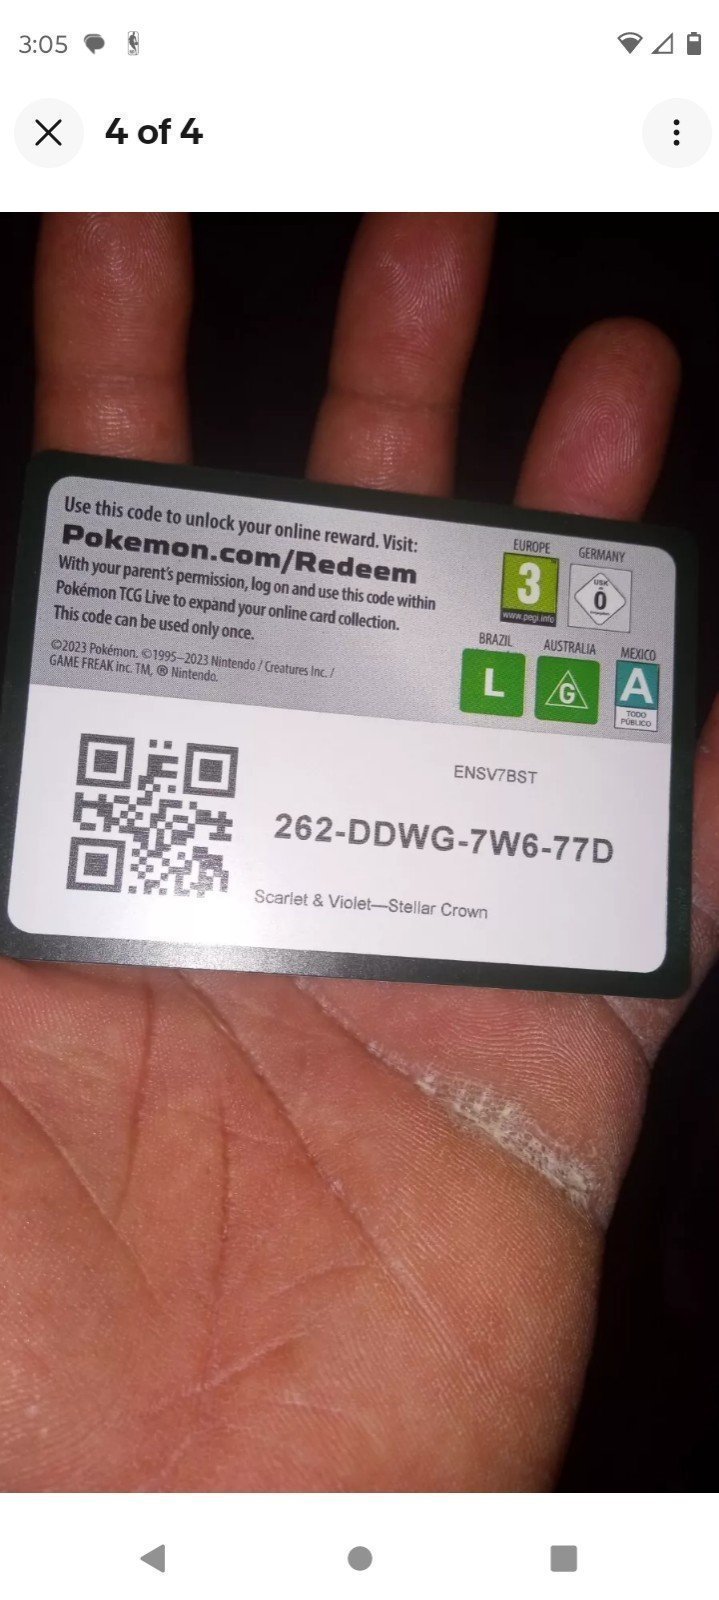 3:05
4 of 4
Use this code to unlock your online reward. Visit:
Pokemon.com/Redeem
With your parent's permission, log on and use this code within
Pokémon TCG Live to expand your online card collection.
This code can be used only once.
©2023 Pokémon. ©1995–2023 Nintendo / Creatures Inc. /
GAME FREAK inc. TM, ® Nintendo.
EUROPE
3
www.pegi.info
GERMANY
USK
0
BRAZIL
L
AUSTRALIA
G
MEXICO
A
TODO
PÚBLICO
ENSV7BST
262-DDWG-7W6-77D
Scarlet & Violet—Stellar Crown